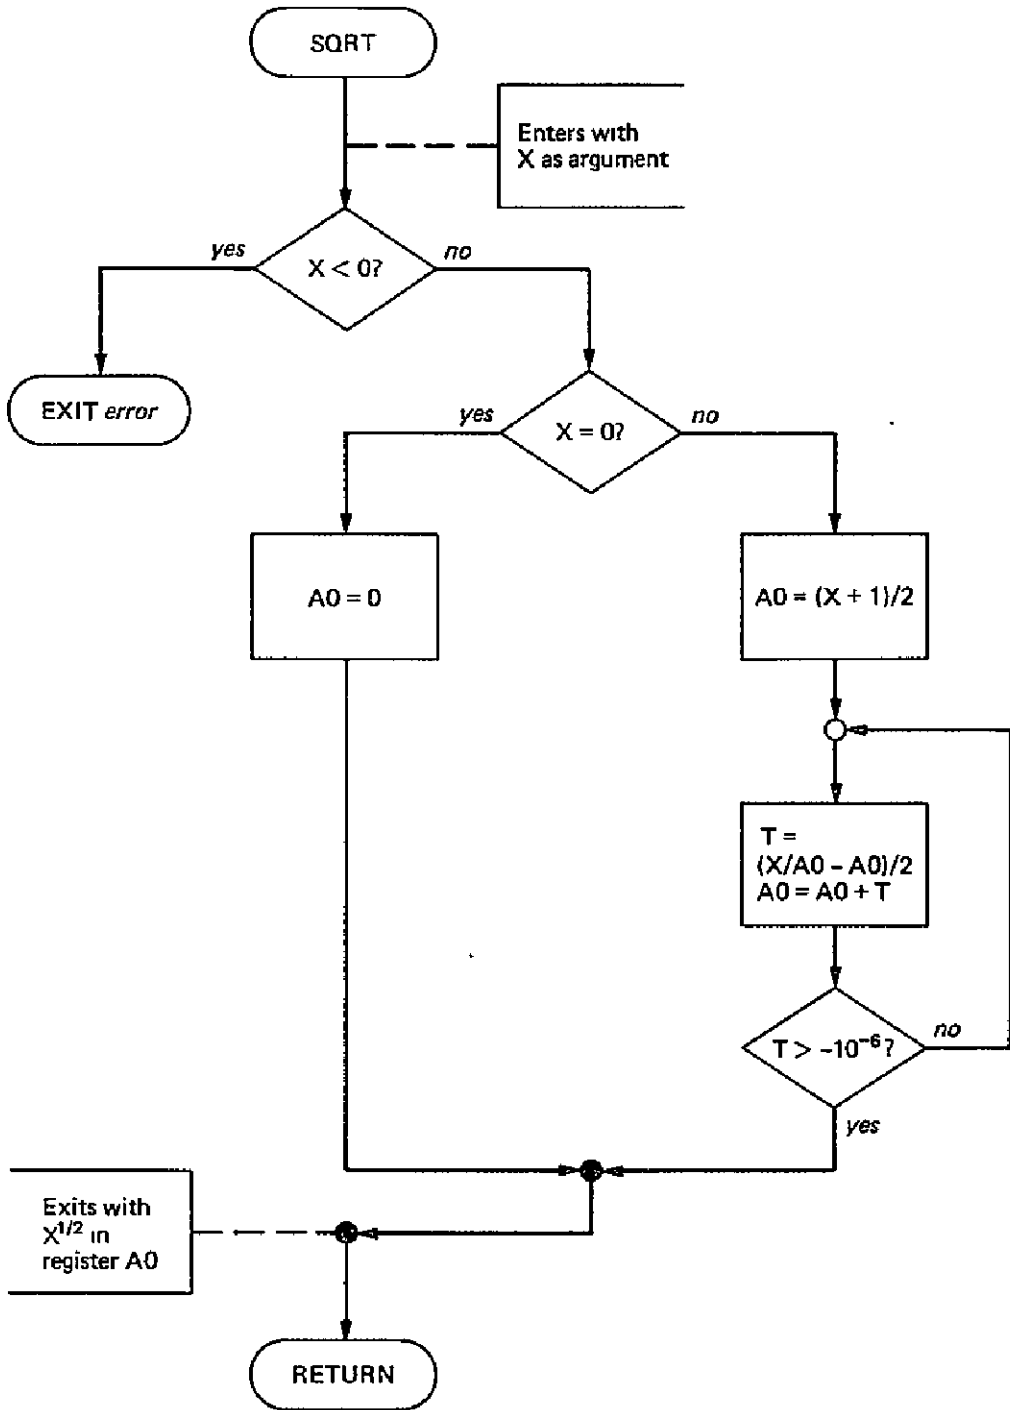 SQRT
Enters with
X as argument
yes
X < 0?
no
EXIT error
yes
X = 0?
no
A0 = 0
A0 = (X + 1)/2
T =
(X/A0 – A0)/2
A0 = A0 + T
T > –10⁻⁶?
no
yes
Exits with
X^1/2 in
register A0
RETURN